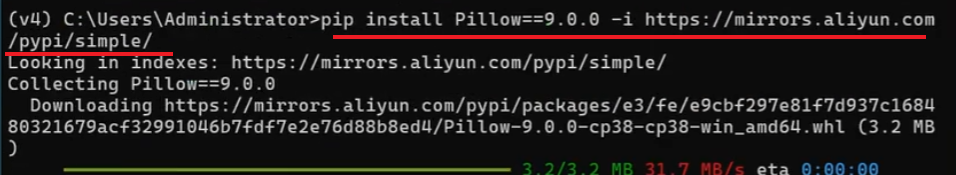 (v4) C:\Users\Administrator>pip install Pillow==9.0.0 -i https://mirrors.aliyun.com
/pypi/simple/
Looking in indexes: https://mirrors.aliyun.com/pypi/simple/
Collecting Pillow==9.0.0
  Downloading https://mirrors.aliyun.com/pypi/packages/e3/fe/e9cbf297e81f7d937c1684
80321679acf32991046b7fdf7e2e76d88b8ed4/Pillow-9.0.0-cp38-cp38-win_amd64.whl (3.2 MB
)
3.2/3.2 MB 31.7 MB/s eta 0:00:00